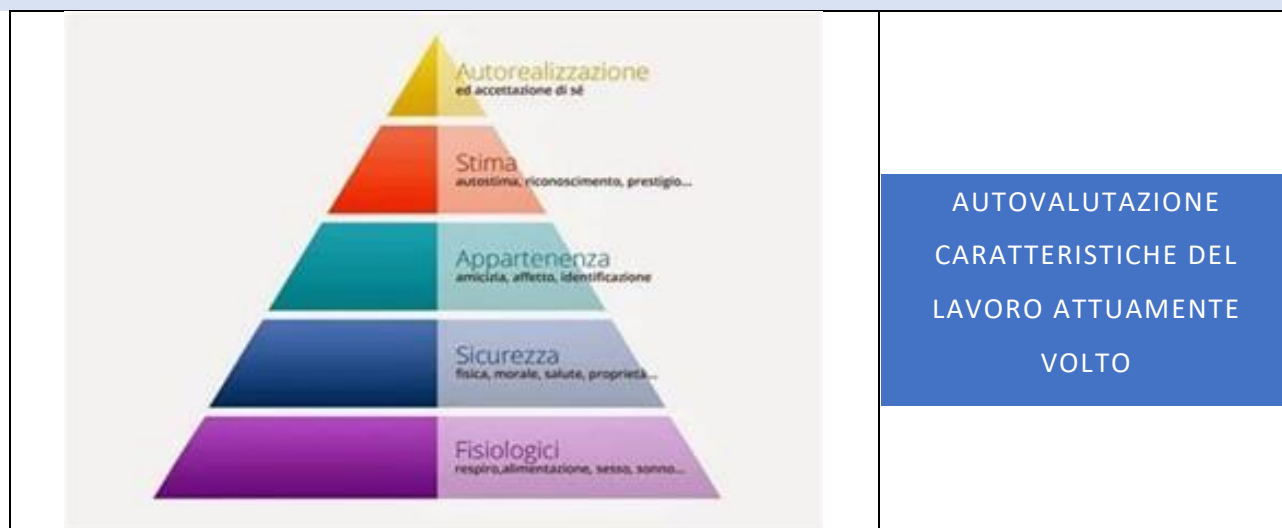 Autorealizzazione
ed accettazione di sé
Stima
autostima, riconoscimento, prestigio...
Appartenenza
amicizia, affetto, identificazione
Sicurezza
fisica, morale, salute, proprietà...
Fisiologici
respiro,alimentazione, sesso, sonno...
AUTOVALUTAZIONE
CARATTERISTICHE DEL
LAVORO ATTUAMENTE
VOLTO